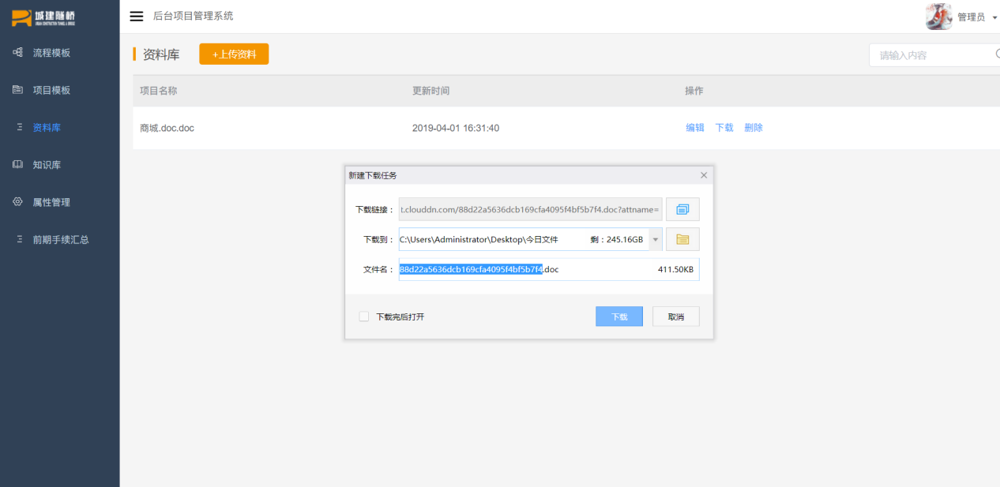 城建隧桥
URBAN CONSTRUCTION TUNNEL & BRIDGE
后台项目管理系统
管理员
流程模板
项目模板
资料库
知识库
属性管理
前期手续汇总
资料库
+上传资料
请输入内容
项目名称 更新时间 操作
商城.doc.doc 2019-04-01 16:31:40 编辑 下载 删除
新建下载任务
下载链接： t.clouddn.com/88d22a5636dcb169cfa4095f4bf5b7f4.doc?attname=
下载到： C:\Users\Administrator\Desktop\今日文件 剩：245.16GB
文件名： 88d22a5636dcb169cfa4095f4bf5b7f4.doc 411.50KB
下载完后打开 下载 取消